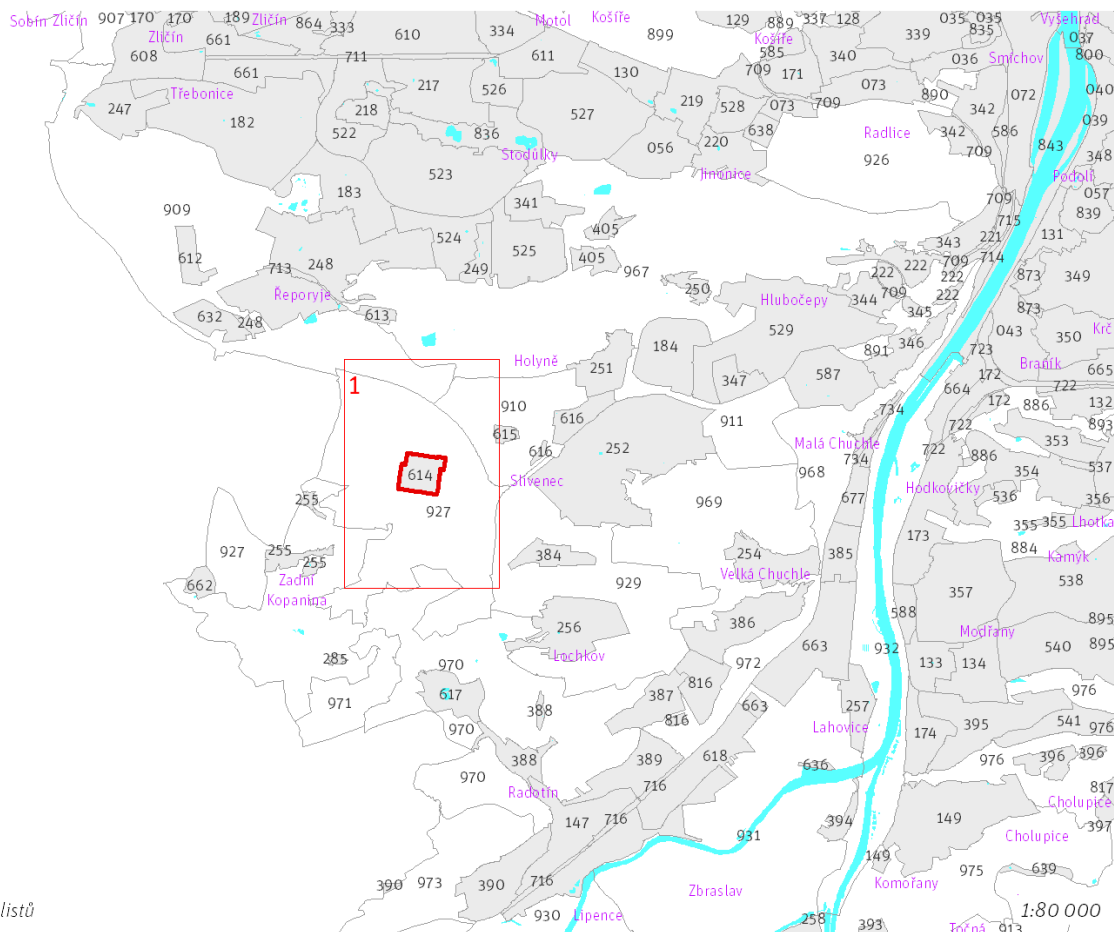 Sobín Zličín 907 170 170 189 Zličín 864 333 610 334 Motol Košíře 129 889 337 128 035 035 Vyšehrad
Zličín 661 899 585 Košíře 339 835 037
608 711 611 340 036 Smíchov 800
661 217 526 130 709 171 073 890 072 040
247 Třebonice 218 527 219 528 073 709 342 039
182 522 836 056 220 638 Radlice 342 586 843 348
Stodůlky 926 709
523 Jinonice Podolí
183 341 709 057
909 405 715 839
524 525 221 131
612 713 248 249 405 967 343 709 714
Řeporyje 222 222 222 873 349
250 Hlubočepy 344 709 222
632 248 613 345 873 Krč
529 043 350
184 891 346 723
Holyně 251 347 587 Braník 665
1 172 722
664 172 886 132
910 616 911 734 722 893
615 616 252 Malá Chuchle 722 886 353
614 Slivenec 968 734 354 537
255 677 Hodkovičky 536 356
927 969 355 355 Lhotka
927 255 384 254 385 173 884 Kamýk
255 Velká Chuchle 538
662 Zadní 929 357
Kopanina 588 895
256 386 Modřany
Lochkov 663 932 540 895
285 970 972 133 134
971 617 387 816 976
388 816 663 257 541
970 Lahovice 174 395 976
388 389 618 976 396 396
970 636
Radotín 716 817
Cholupice
147 716 394 149 397
931 Cholupice
149
390 973 390 716 Komořany 975 639
Zbraslav
listů 930 Lipence 258 393 Točná 913 1:80 000